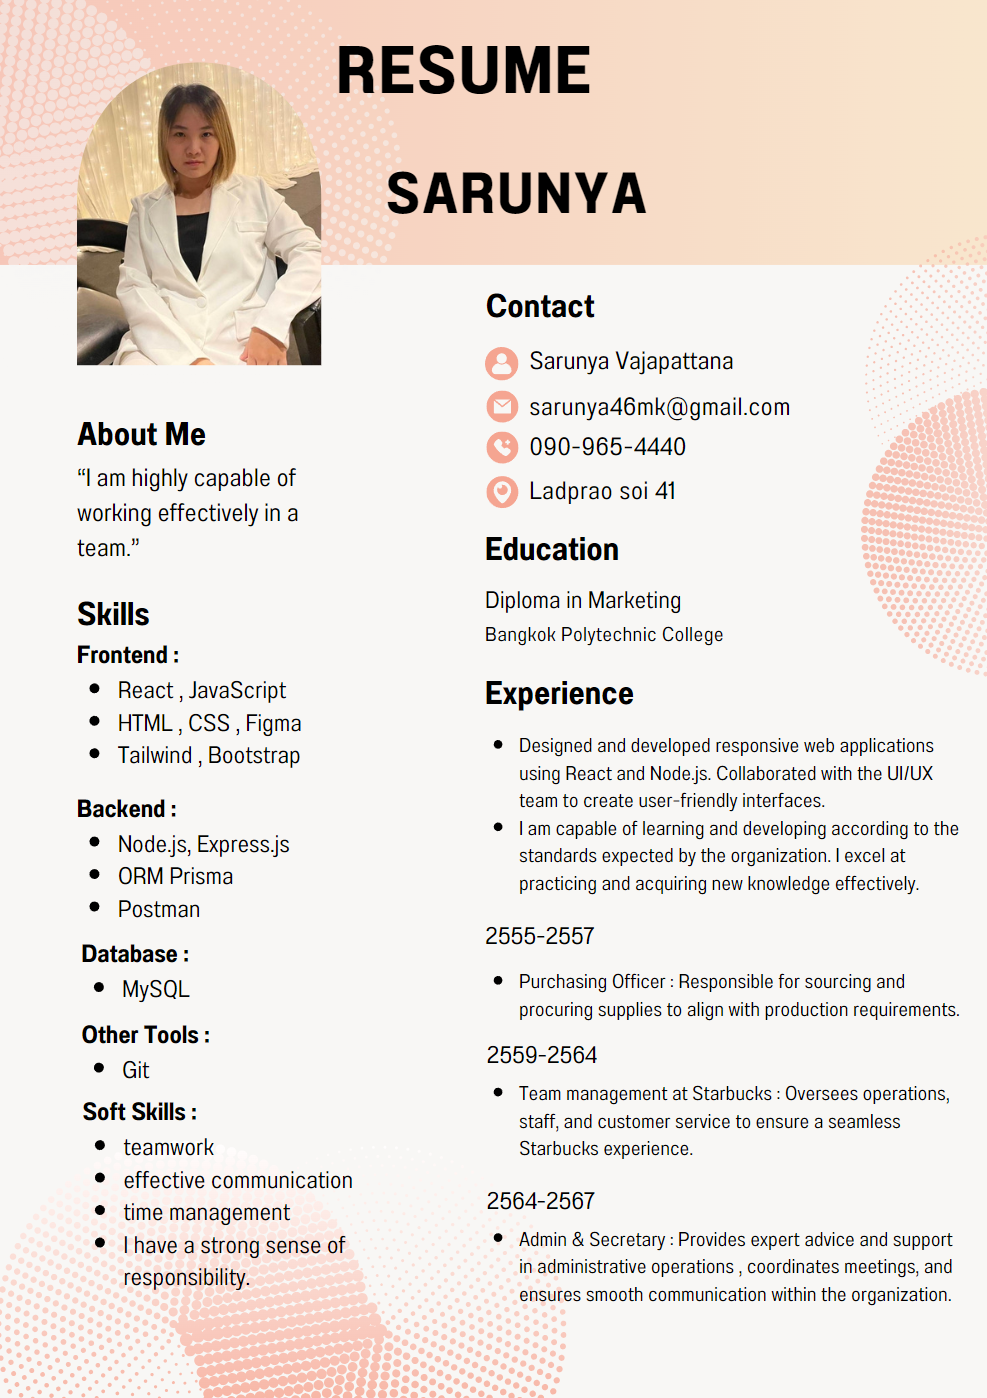 RESUME
SARUNYA
About Me
“I am highly capable of
working effectively in a
team.”
Skills
Frontend :
• React , JavaScript
• HTML , CSS , Figma
• Tailwind , Bootstrap
Backend :
• Node.js, Express.js
• ORM Prisma
• Postman
Database :
• MySQL
Other Tools :
• Git
Soft Skills :
• teamwork
• effective communication
• time management
• I have a strong sense of
responsibility.
Contact
Sarunya Vajapattana
sarunya46mk@gmail.com
090-965-4440
Ladprao soi 41
Education
Diploma in Marketing
Bangkok Polytechnic College
Experience
• Designed and developed responsive web applications
using React and Node.js. Collaborated with the UI/UX
team to create user-friendly interfaces.
• I am capable of learning and developing according to the
standards expected by the organization. I excel at
practicing and acquiring new knowledge effectively.
2555-2557
• Purchasing Officer : Responsible for sourcing and
procuring supplies to align with production requirements.
2559-2564
• Team management at Starbucks : Oversees operations,
staff, and customer service to ensure a seamless
Starbucks experience.
2564-2567
• Admin & Secretary : Provides expert advice and support
in administrative operations , coordinates meetings, and
ensures smooth communication within the organization.